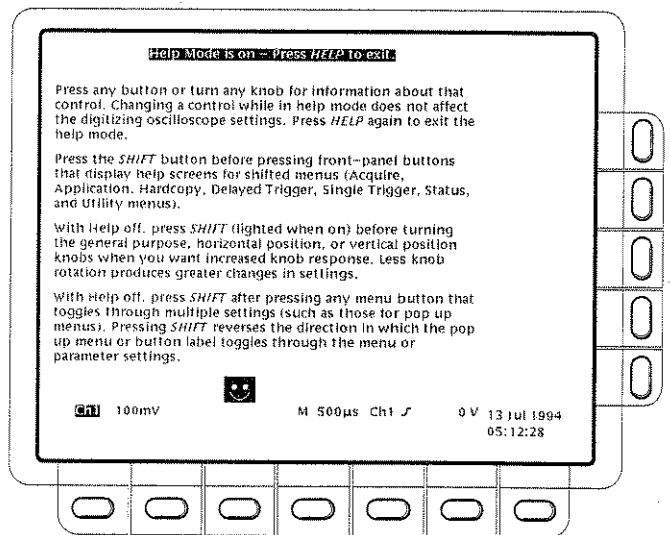 Help Mode is on – Press HELP to exit.
Press any button or turn any knob for information about that
control. Changing a control while in help mode does not affect
the digitizing oscilloscope settings. Press HELP again to exit the
help mode.
Press the SHIFT button before pressing front–panel buttons
that display help screens for shifted menus (Acquire,
Application, Hardcopy, Delayed Trigger, Single Trigger, Status,
and Utility menus).
With Help off, press SHIFT (lighted when on) before turning
the general purpose, horizontal position, or vertical position
knobs when you want increased knob response. Less knob
rotation produces greater changes in settings.
With Help off, press SHIFT after pressing any menu button that
toggles through multiple settings (such as those for pop up
menus). Pressing SHIFT reverses the direction in which the pop
up menu or button label toggles through the menu or
parameter settings.
Ch1 100mV M 500µs Ch1 ƒ 0 V 13 Jul 1994
05:12:28